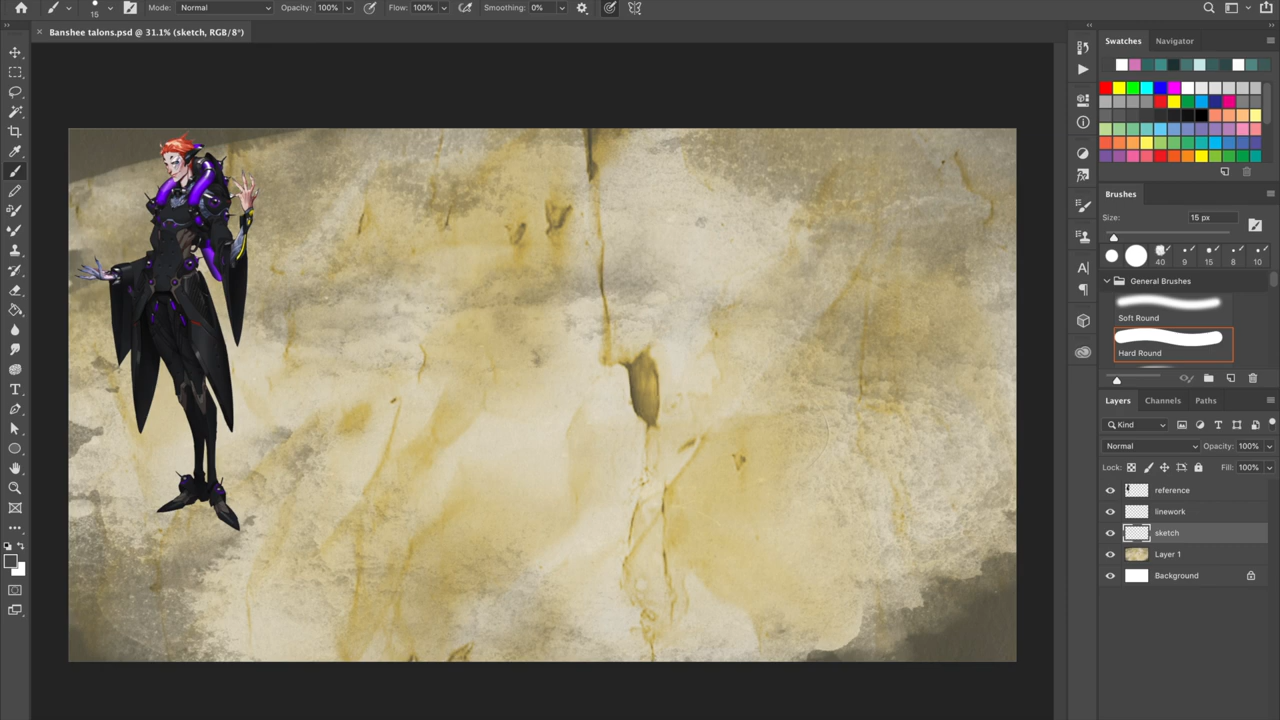 Mode: Normal Opacity: 100% Flow: 100% Smoothing: 0%
15
× Banshee talons.psd @ 31.1% (sketch, RGB/8*)
Swatches Navigator
Brushes
Size: 15 px
40 9 15 8 10
General Brushes
Soft Round
Hard Round
Layers Channels Paths
Kind
Normal Opacity: 100%
Lock: Fill: 100%
reference
linework
sketch
Layer 1
Background